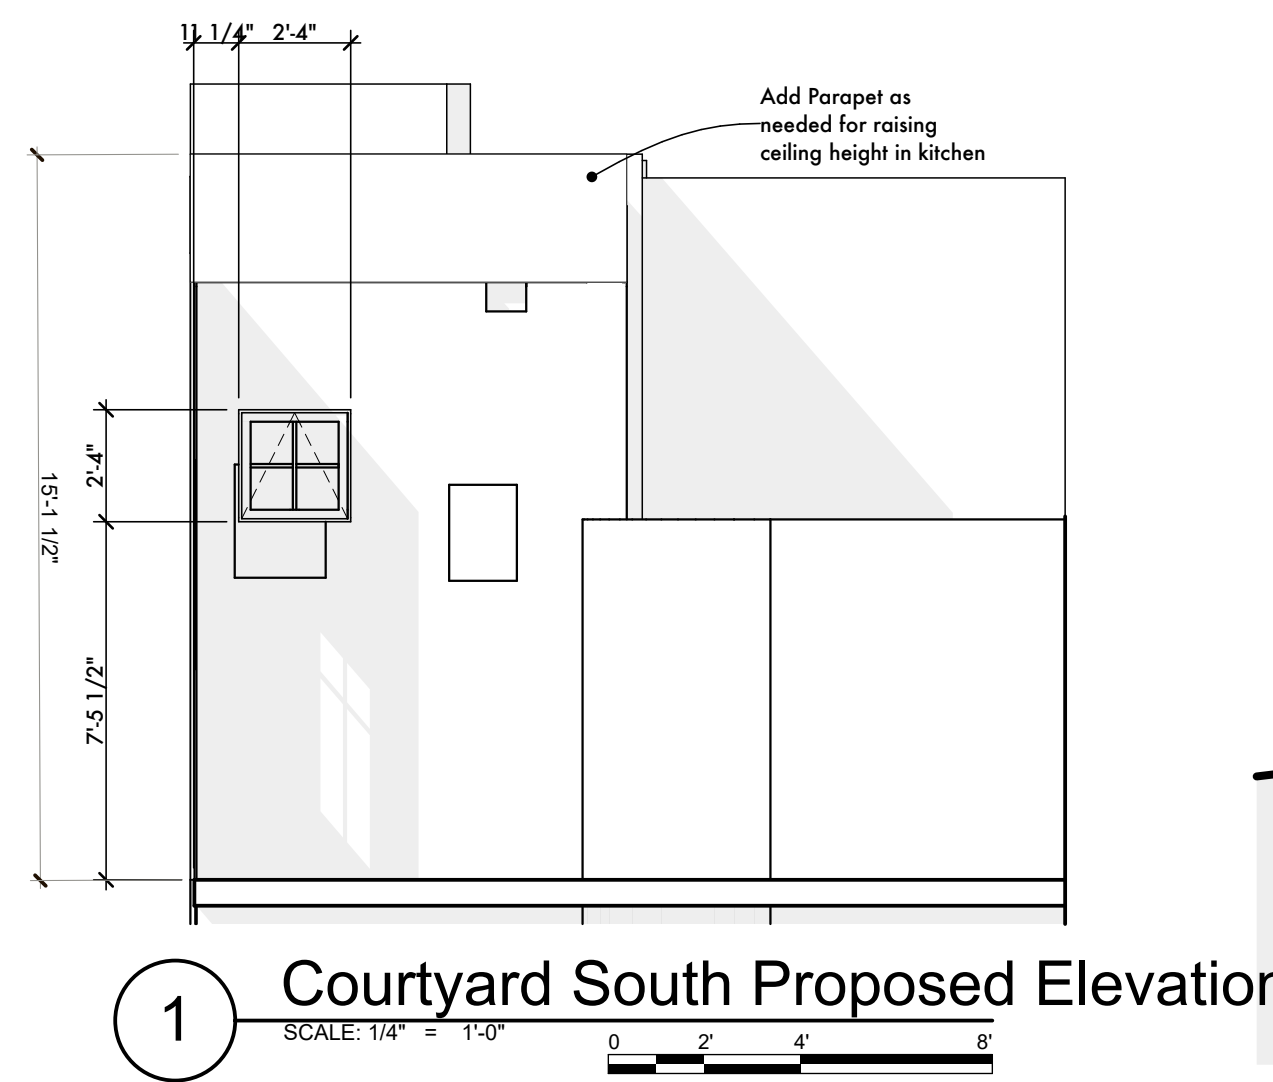 11 1/4" 2'-4"
Add Parapet as
needed for raising
ceiling height in kitchen
2'-4"
15'-1 1/2"
7'-5 1/2"
1
Courtyard South Proposed Elevation
SCALE: 1/4" = 1'-0"
0 2' 4' 8'